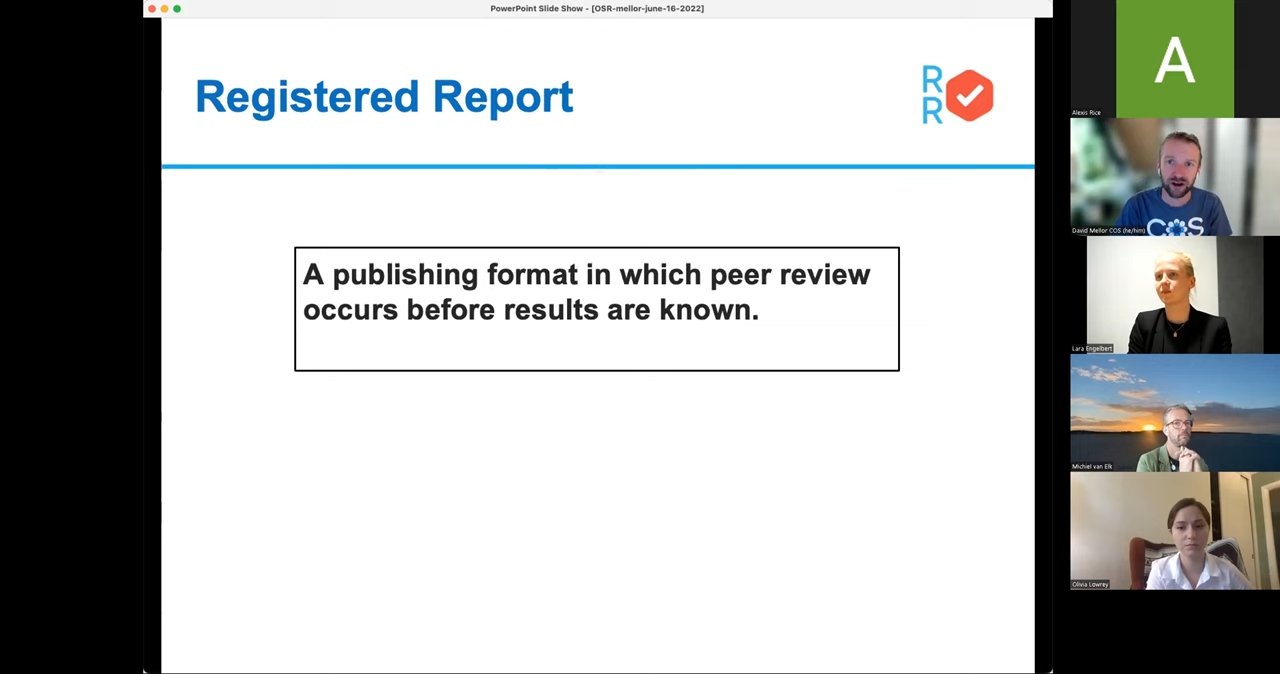 PowerPoint Slide Show - [OSR-mellor-june-16-2022]
Registered Report
R
R
A publishing format in which peer review
occurs before results are known.
A
Alexis Rice
COS
David Mellor COS (he/him)
Lara Engelbert
Michiel van Elk
Olivia Lowrey